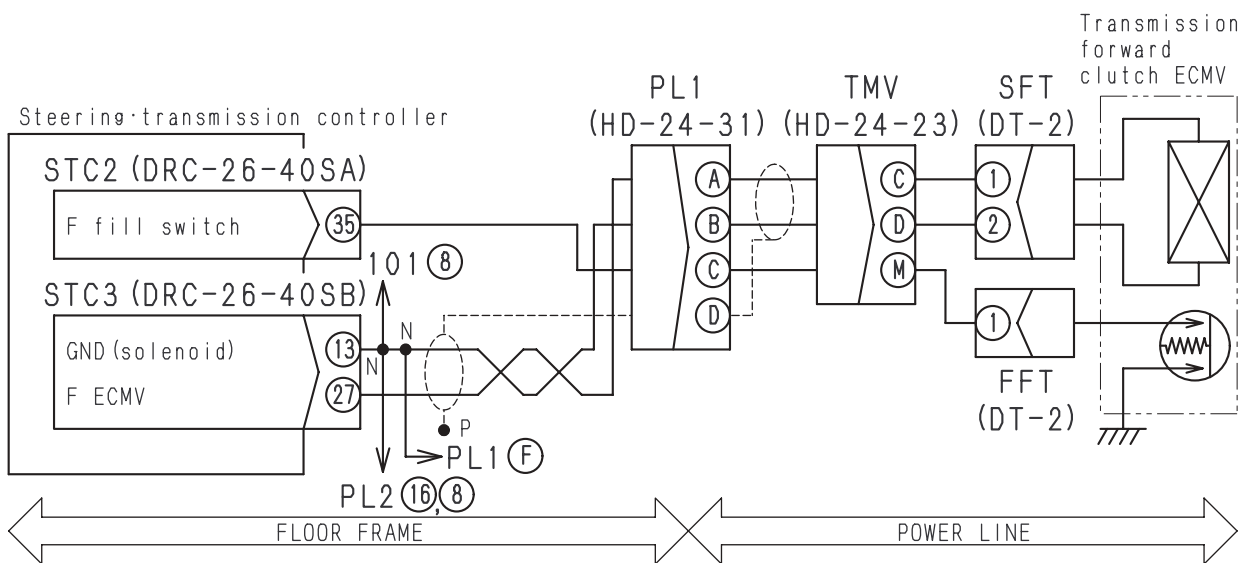 Transmission
forward
clutch ECMV
PL1
(HD-24-31)
TMV
(HD-24-23)
SFT
(DT-2)
Steering·transmission controller
STC2 (DRC-26-40SA)
F fill switch
35
A
B
C
D
C
D
M
1
2
101 8
STC3 (DRC-26-40SB)
GND (solenoid)
13
N
N
F ECMV
27
1
FFT
(DT-2)
P
PL1 F
PL2 16,8
FLOOR FRAME
POWER LINE